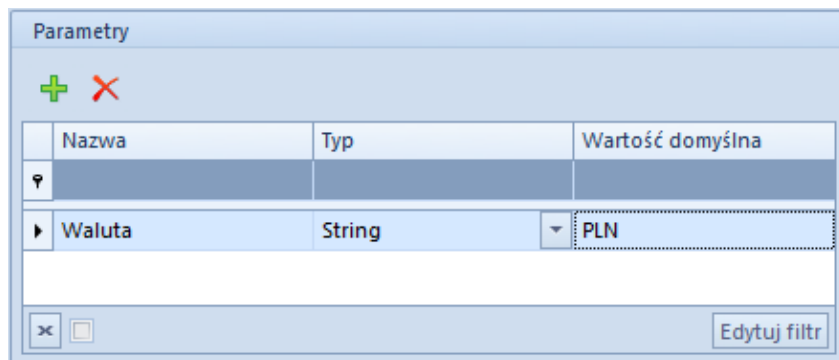 Parametry
Nazwa Typ Wartość domyślna
Waluta String PLN
Edytuj filtr